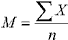 M = ∑X / n